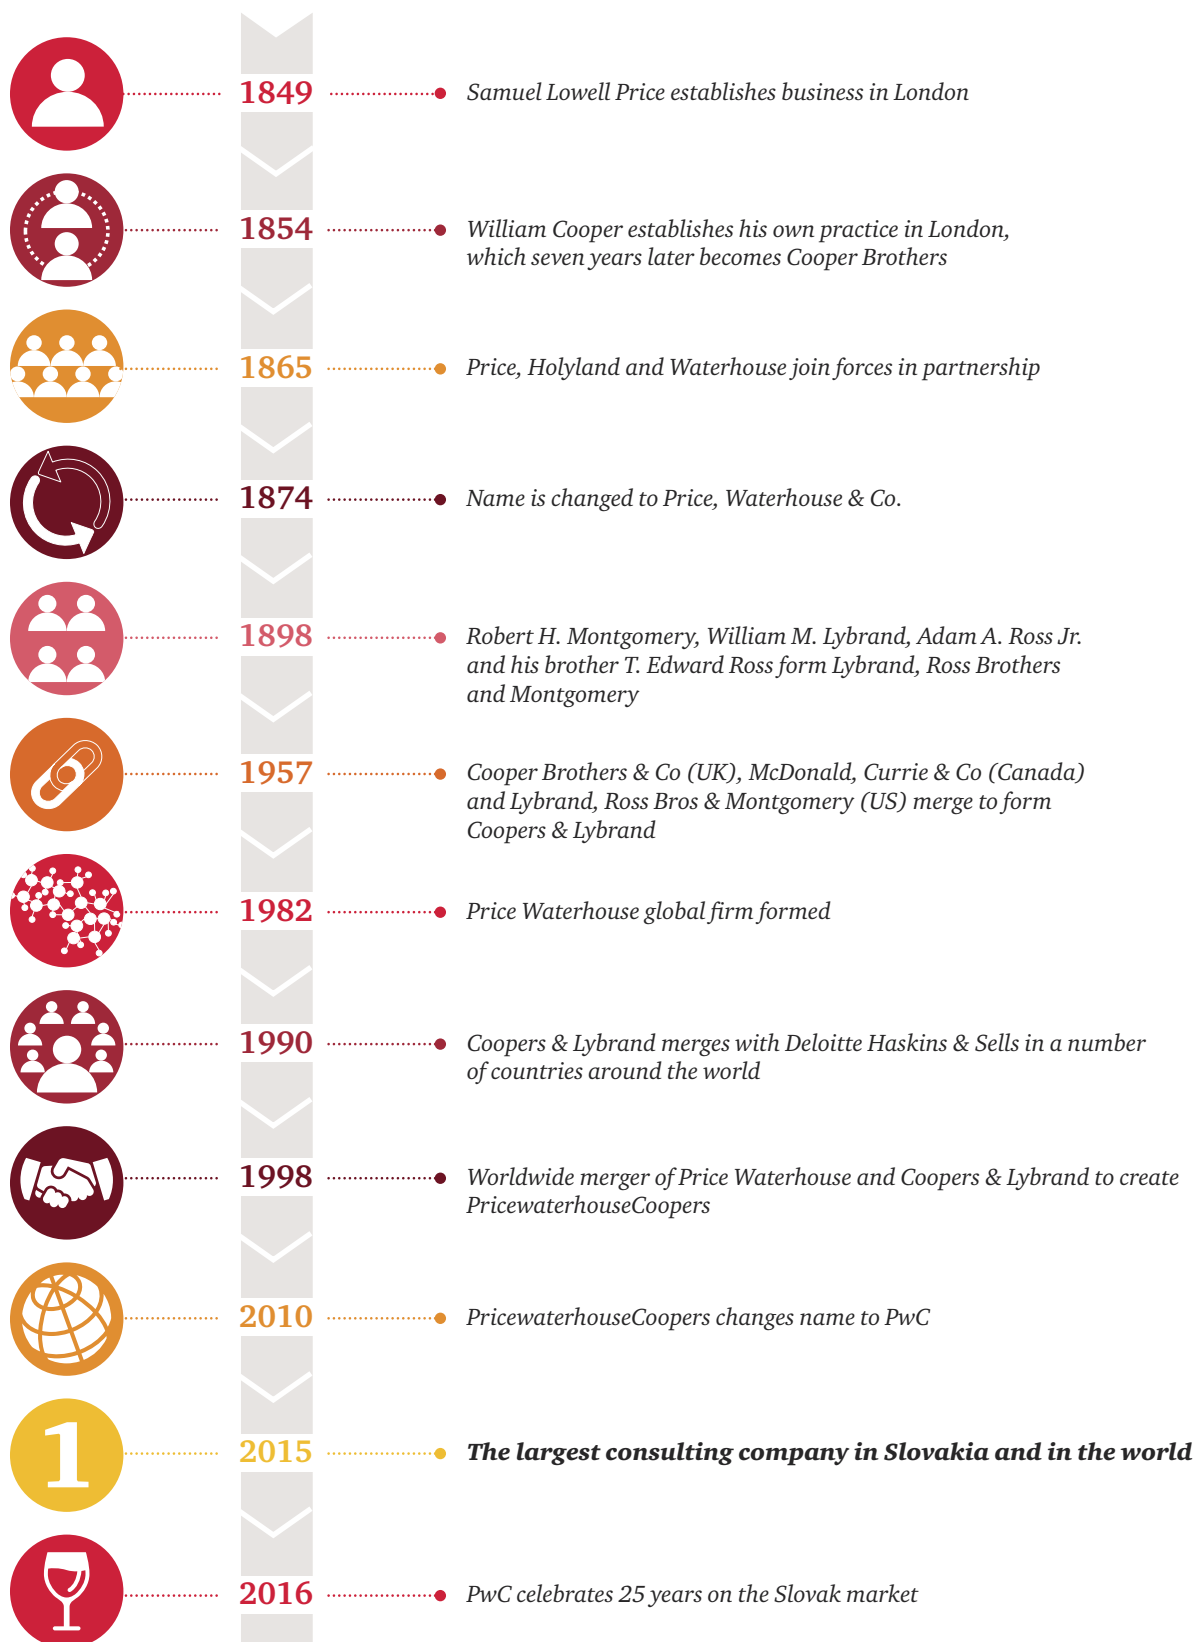 1849
Samuel Lowell Price establishes business in London
1854
William Cooper establishes his own practice in London,
which seven years later becomes Cooper Brothers
1865
Price, Holyland and Waterhouse join forces in partnership
1874
Name is changed to Price, Waterhouse & Co.
1898
Robert H. Montgomery, William M. Lybrand, Adam A. Ross Jr.
and his brother T. Edward Ross form Lybrand, Ross Brothers
and Montgomery
1957
Cooper Brothers & Co (UK), McDonald, Currie & Co (Canada)
and Lybrand, Ross Bros & Montgomery (US) merge to form
Coopers & Lybrand
1982
Price Waterhouse global firm formed
1990
Coopers & Lybrand merges with Deloitte Haskins & Sells in a number
of countries around the world
1998
Worldwide merger of Price Waterhouse and Coopers & Lybrand to create
PricewaterhouseCoopers
2010
PricewaterhouseCoopers changes name to PwC
1
2015
The largest consulting company in Slovakia and in the world
2016
PwC celebrates 25 years on the Slovak market